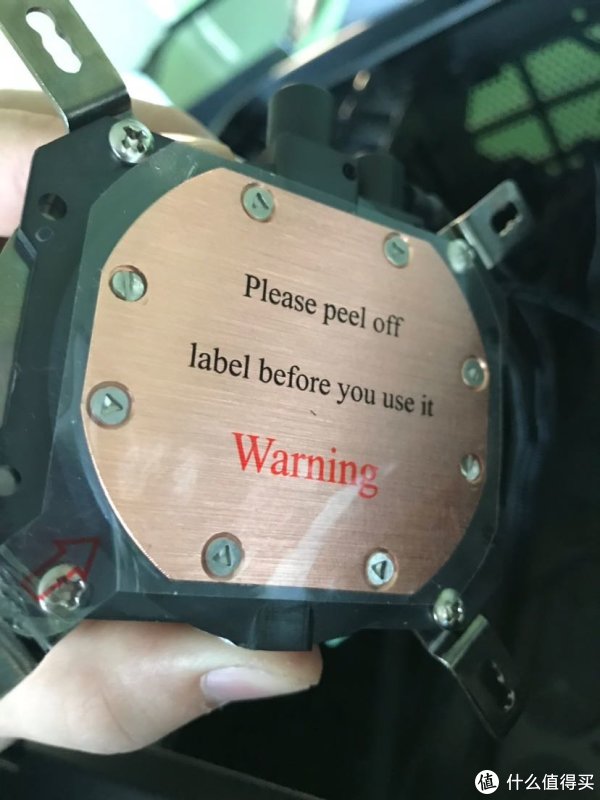 Please peel off
label before you use it
Warning
值 什么值得买